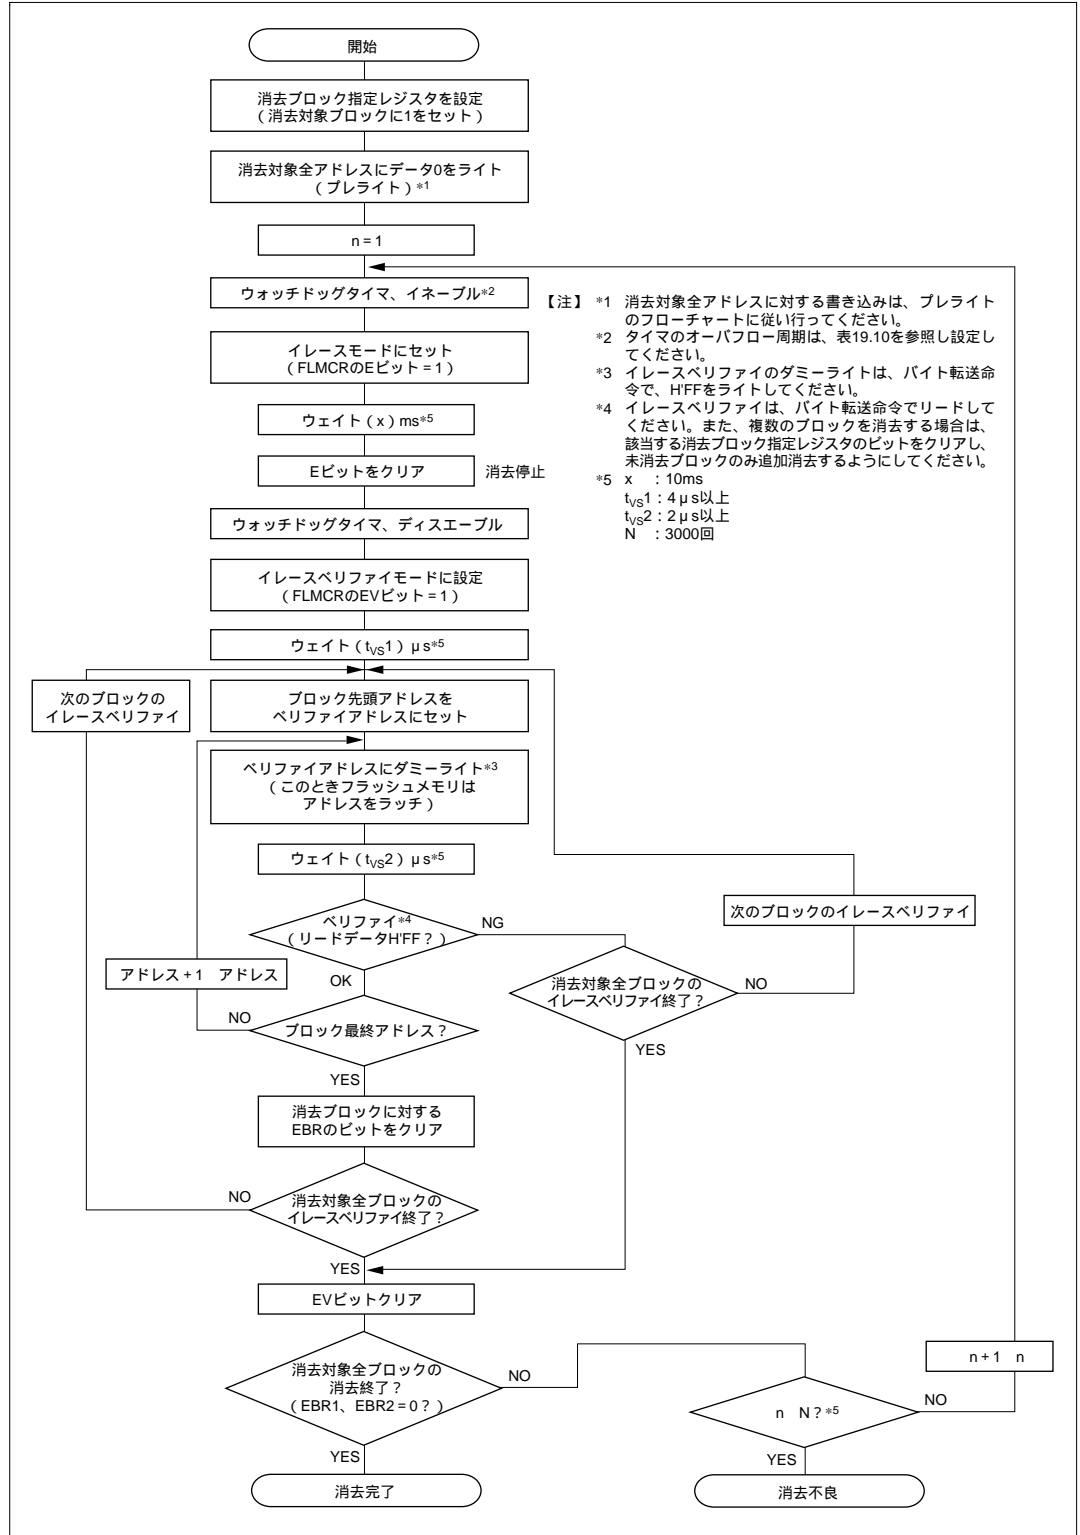 開始
消去ブロック指定レジスタを設定
（消去対象ブロックに1をセット）
消去対象全アドレスにデータ0をライト
（プレライト）*1
n = 1
ウォッチドッグタイマ、イネーブル*2
イレースモードにセット
（FLMCRのEビット = 1）
ウェイト（x）ms*5
Eビットをクリア
消去停止
ウォッチドッグタイマ、ディスエーブル
イレースベリファイモードに設定
（FLMCRのEVビット = 1）
ウェイト（tVS1）μs*5
次のブロックの
イレースベリファイ
ブロック先頭アドレスを
ベリファイアドレスにセット
ベリファイアドレスにダミーライト*3
（このときフラッシュメモリは
アドレスをラッチ）
ウェイト（tVS2）μs*5
ベリファイ*4
（リードデータH'FF？）
NG
OK
アドレス + 1　アドレス
NO
ブロック最終アドレス？
YES
次のブロックのイレースベリファイ
消去対象全ブロックの
イレースベリファイ終了？
NO
YES
消去ブロックに対する
EBRのビットをクリア
NO
消去対象全ブロックの
イレースベリファイ終了？
YES
EVビットクリア
消去対象全ブロックの
消去終了？
（EBR1、EBR2 = 0？）
NO
YES
消去完了
n + 1　n
n　N？*5
NO
YES
消去不良
【注】 *1 消去対象全アドレスに対する書き込みは、プレライト
のフローチャートに従い行ってください。
*2 タイマのオーバフロー周期は、表19.10を参照し設定し
てください。
*3 イレースベリファイのダミーライトは、バイト転送命
令で、H'FFをライトしてください。
*4 イレースベリファイは、バイト転送命令でリードして
ください。また、複数のブロックを消去する場合は、
該当する消去ブロック指定レジスタのビットをクリアし、
未消去ブロックのみ追加消去するようにしてください。
*5 x ：10ms
tVS1：4μs以上
tVS2：2μs以上
N ：3000回